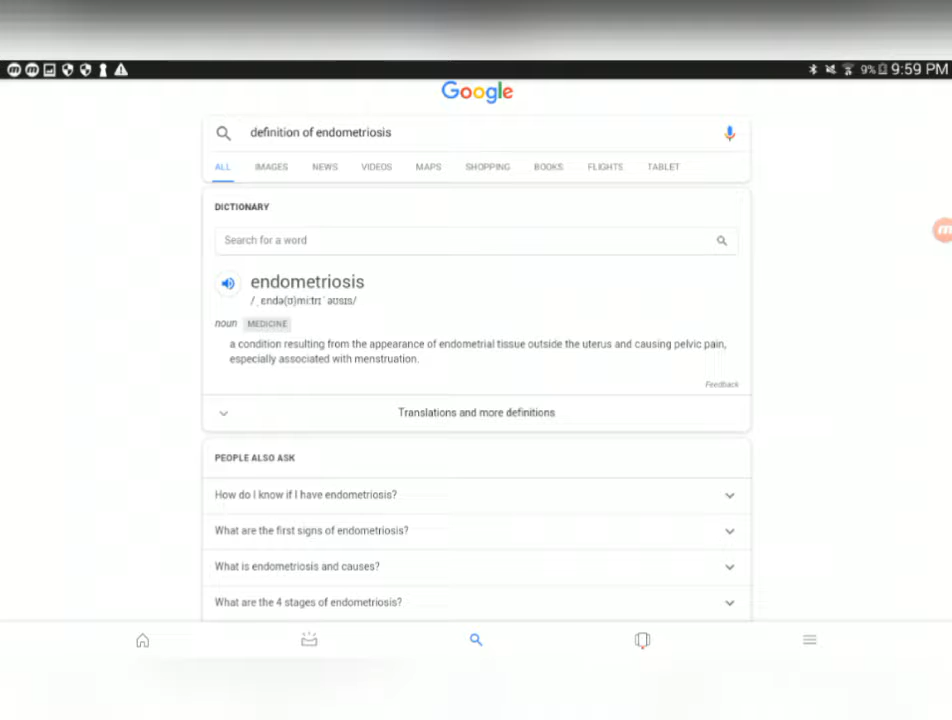 9% 9:59 PM
Google
definition of endometriosis
ALL IMAGES NEWS VIDEOS MAPS SHOPPING BOOKS FLIGHTS TABLET
DICTIONARY
Search for a word
endometriosis
/ˌɛndə(ʊ)miːtrɪˈəʊsɪs/
noun MEDICINE
a condition resulting from the appearance of endometrial tissue outside the uterus and causing pelvic pain,
especially associated with menstruation.
Feedback
Translations and more definitions
PEOPLE ALSO ASK
How do I know if I have endometriosis?
What are the first signs of endometriosis?
What is endometriosis and causes?
What are the 4 stages of endometriosis?